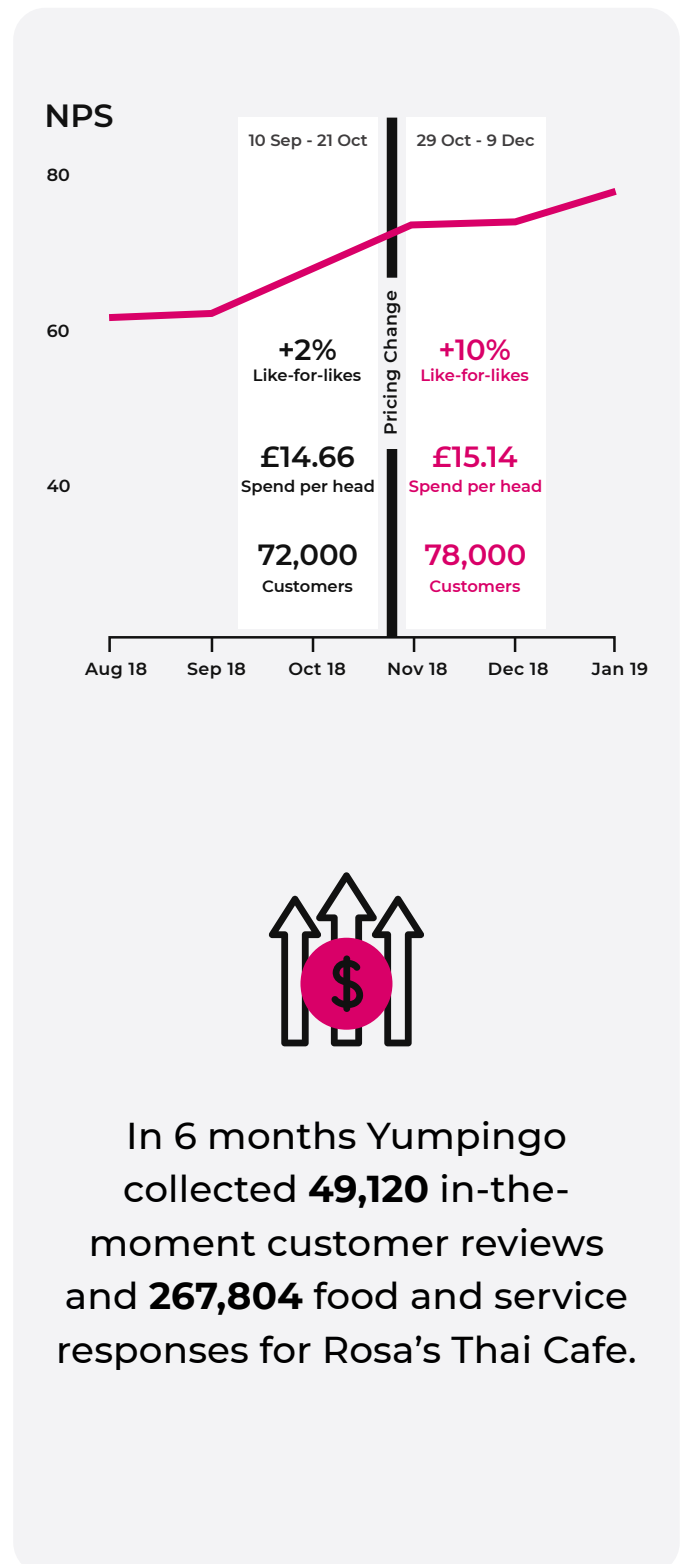 NPS
10 Sep - 21 Oct
29 Oct - 9 Dec
80
60
40
Pricing Change
+2%
Like-for-likes
£14.66
Spend per head
72,000
Customers
+10%
Like-for-likes
£15.14
Spend per head
78,000
Customers
Aug 18
Sep 18
Oct 18
Nov 18
Dec 18
Jan 19
$
In 6 months Yumpingo
collected 49,120 in-the-
moment customer reviews
and 267,804 food and service
responses for Rosa’s Thai Cafe.